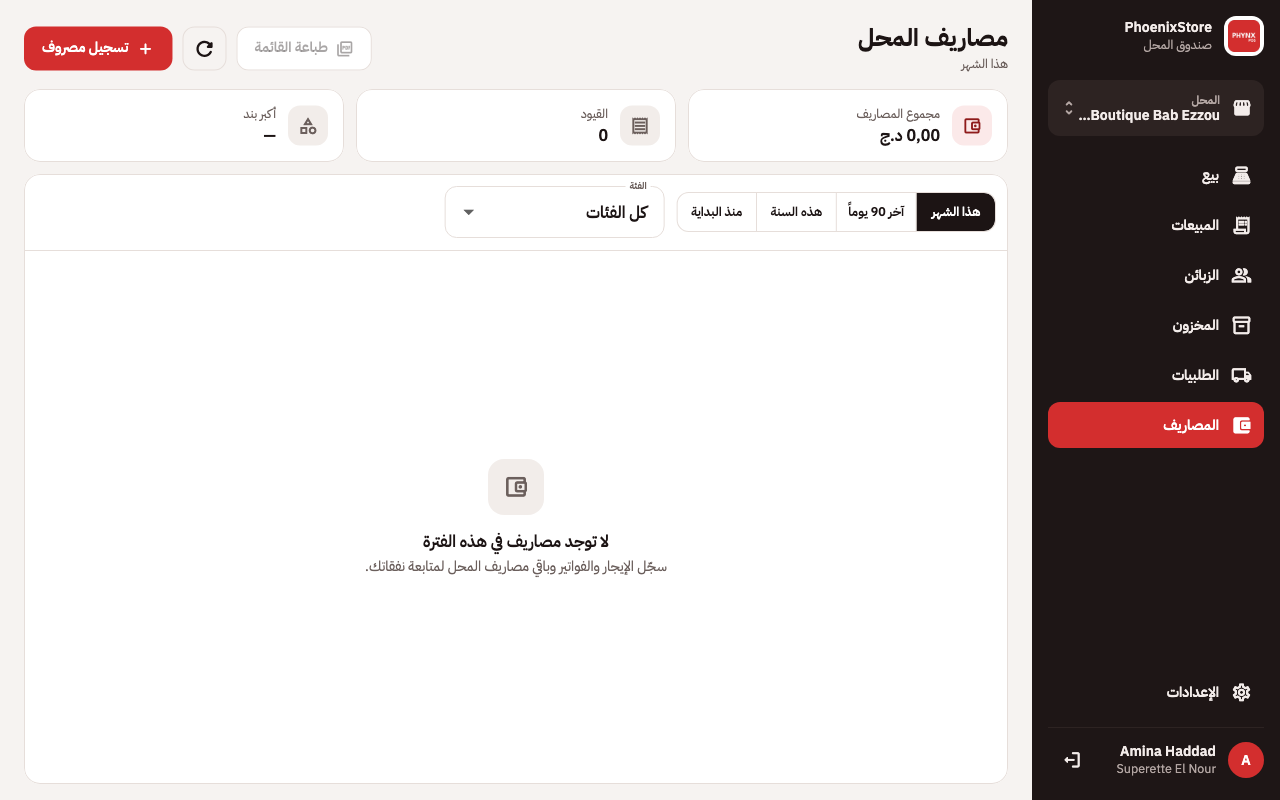 PHYNX
POS
PhoenixStore
صندوق المحل
المحل
Boutique Bab Ezzou...
بيع
المبيعات
الزبائن
المخزون
الطلبيات
المصاريف
الإعدادات
A
Amina Haddad
Superette El Nour
مصاريف المحل
هذا الشهر
طباعة القائمة
تسجيل مصروف
مجموع المصاريف
0,00 د.ج
القيود
0
أكبر بند
—
هذا الشهر
آخر 90 يوماً
هذه السنة
منذ البداية
الفئة
كل الفئات
لا توجد مصاريف في هذه الفترة
سجّل الإيجار والفواتير وباقي مصاريف المحل لمتابعة نفقاتك.